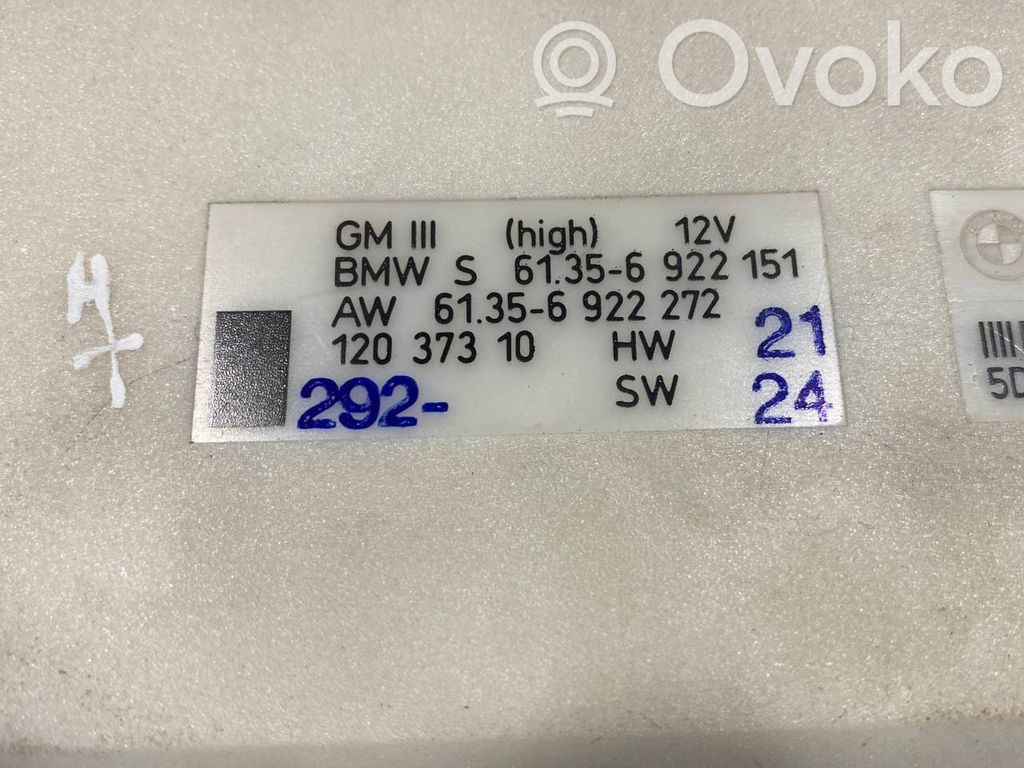 Ovoko
GM III (high) 12V
BMW S 61.35-6 922 151
AW 61.35-6 922 272
120 373 10 HW 21
292- SW 24
H
5D